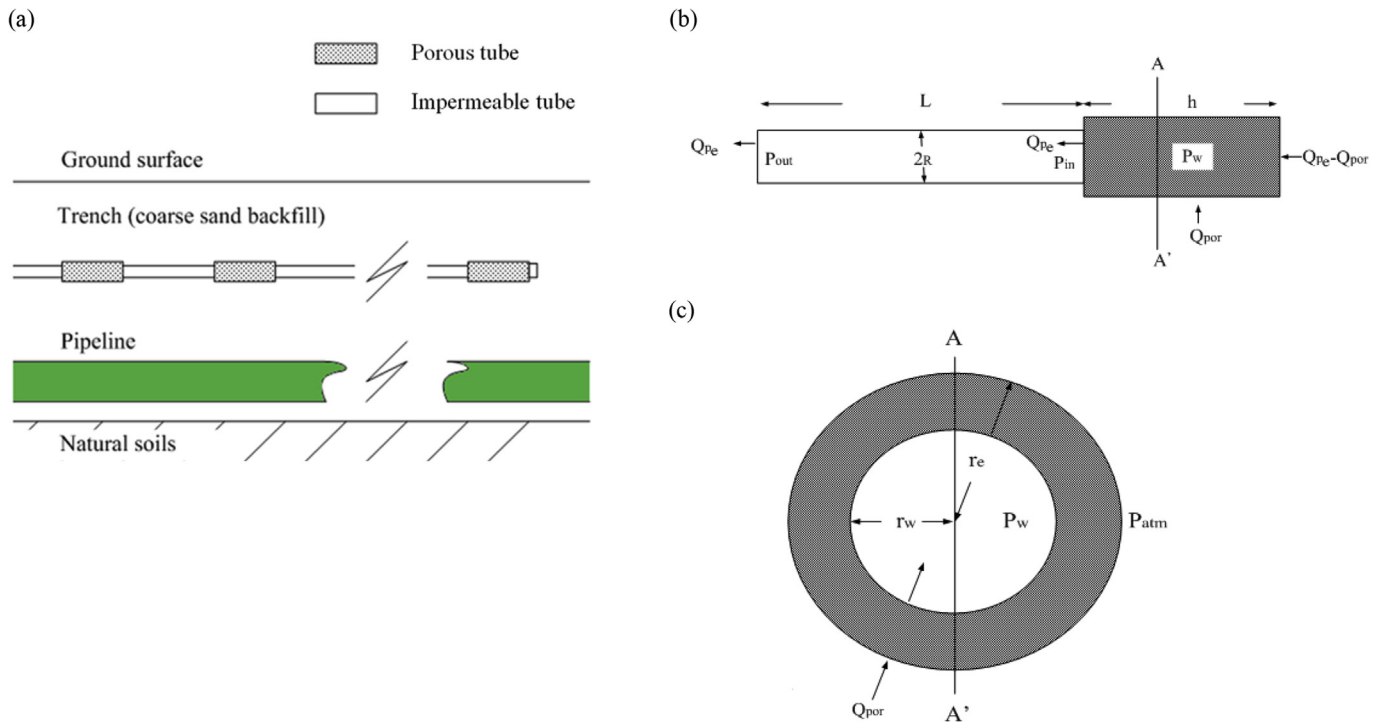 (a)
Porous tube
Impermeable tube
Ground surface
Trench (coarse sand backfill)
Pipeline
Natural soils
(b)
A
L
h
Qpe
Pout
2R
Qpe
Pin
Pw
Qpe-Qpor
Qpor
A'
(c)
A
re
rw
Pw
Patm
Qpor
A’